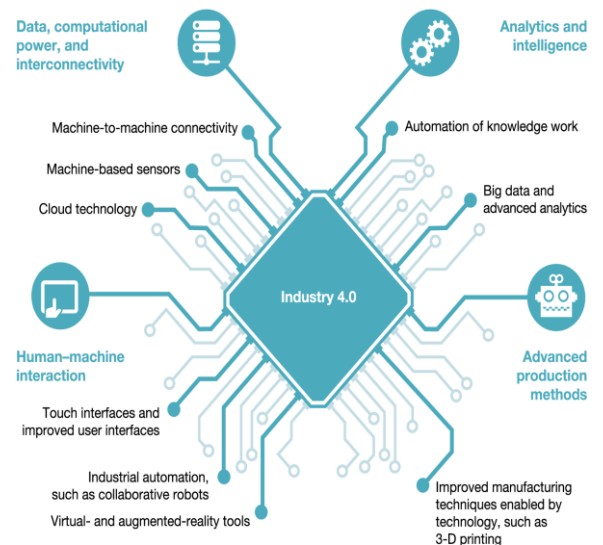 Data, computational
power, and
interconnectivity
Analytics and
intelligence
Machine-to-machine connectivity
Automation of knowledge work
Machine-based sensors
Big data and
advanced analytics
Cloud technology
Industry 4.0
Human–machine
interaction
Advanced
production
methods
Touch interfaces and
improved user interfaces
Industrial automation,
such as collaborative robots
Virtual- and augmented-reality tools
Improved manufacturing
techniques enabled by
technology, such as
3-D printing